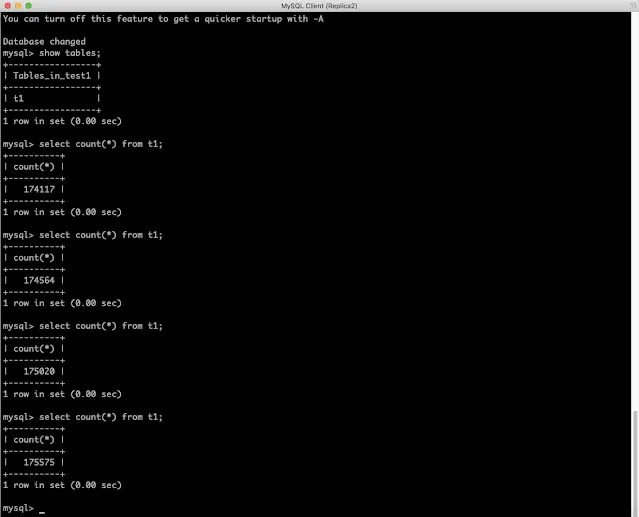 MySQL Client (Replica2)
You can turn off this feature to get a quicker startup with -A
Database changed
mysql> show tables;
+-----------------+
| Tables_in_test1 |
+-----------------+
| t1              |
+-----------------+
1 row in set (0.00 sec)
mysql> select count(*) from t1;
+----------+
| count(*) |
+----------+
|   174117 |
+----------+
1 row in set (0.00 sec)
mysql> select count(*) from t1;
+----------+
| count(*) |
+----------+
|   174564 |
+----------+
1 row in set (0.00 sec)
mysql> select count(*) from t1;
+----------+
| count(*) |
+----------+
|   175020 |
+----------+
1 row in set (0.00 sec)
mysql> select count(*) from t1;
+----------+
| count(*) |
+----------+
|   175575 |
+----------+
1 row in set (0.00 sec)
mysql> _